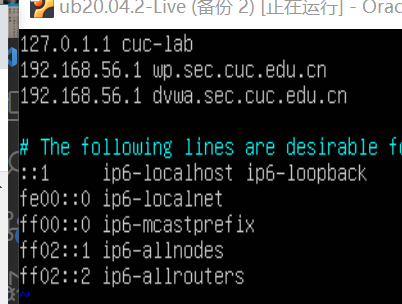 ub20.04.2-Live (备份 2) [正在运行] - Orac
127.0.1.1 cuc-lab
192.168.56.1 wp.sec.cuc.edu.cn
192.168.56.1 dvwa.sec.cuc.edu.cn
# The following lines are desirable fo
::1     ip6-localhost ip6-loopback
fe00::0 ip6-localnet
ff00::0 ip6-mcastprefix
ff02::1 ip6-allnodes
ff02::2 ip6-allrouters
~